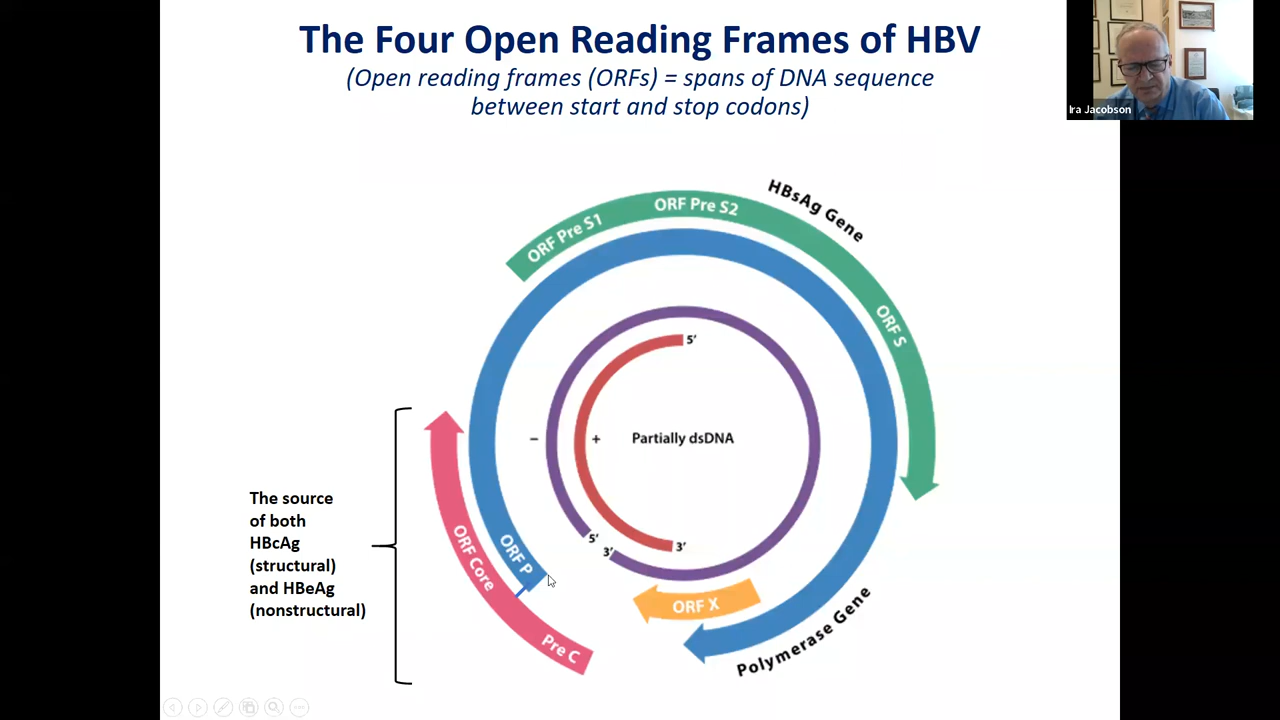 The Four Open Reading Frames of HBV
(Open reading frames (ORFs) = spans of DNA sequence
between start and stop codons)
Ira Jacobson
HBsAg Gene
ORF Pre S1
ORF Pre S2
ORF S
5’
−
+
Partially dsDNA
The source
of both
HBcAg
(structural)
and HBeAg
(nonstructural)
ORF Core
ORF P
5’
3’
3’
ORF X
Pre C
Polymerase Gene